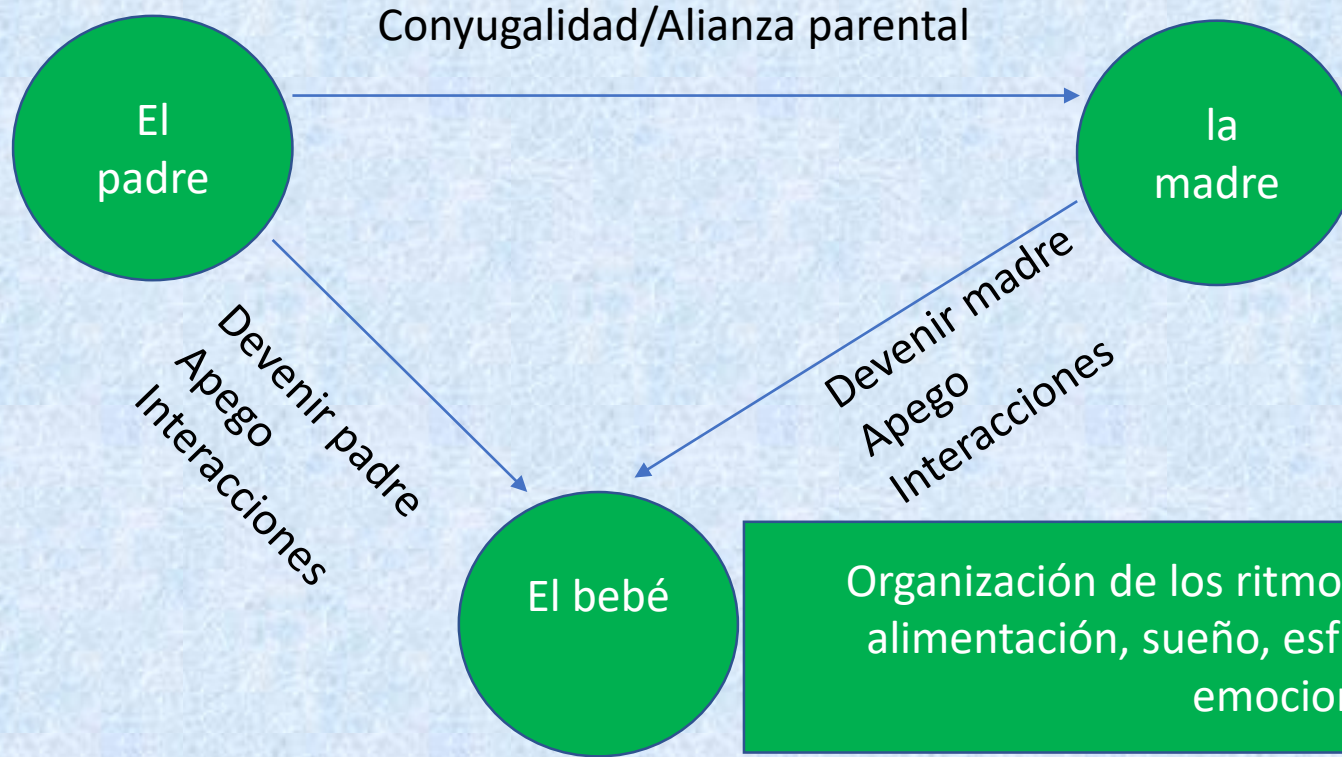 Conyugalidad/Alianza parental
El
padre
la
madre
Devenir padre
Apego
Interacciones
Devenir madre
Apego
Interacciones
El bebé
Organización de los ritmo
alimentación, sueño, esf
emocion